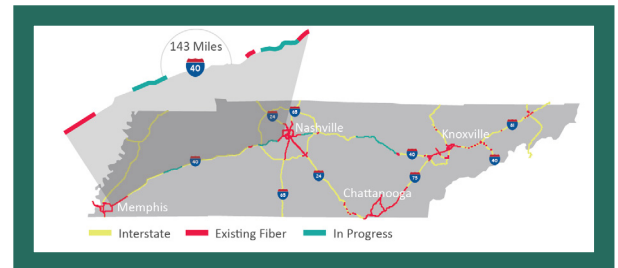 143 Miles
40
24
65
Nashville
Knoxville
81
40
40
40
75
Chattanooga
65
24
Memphis
Interstate
Existing Fiber
In Progress